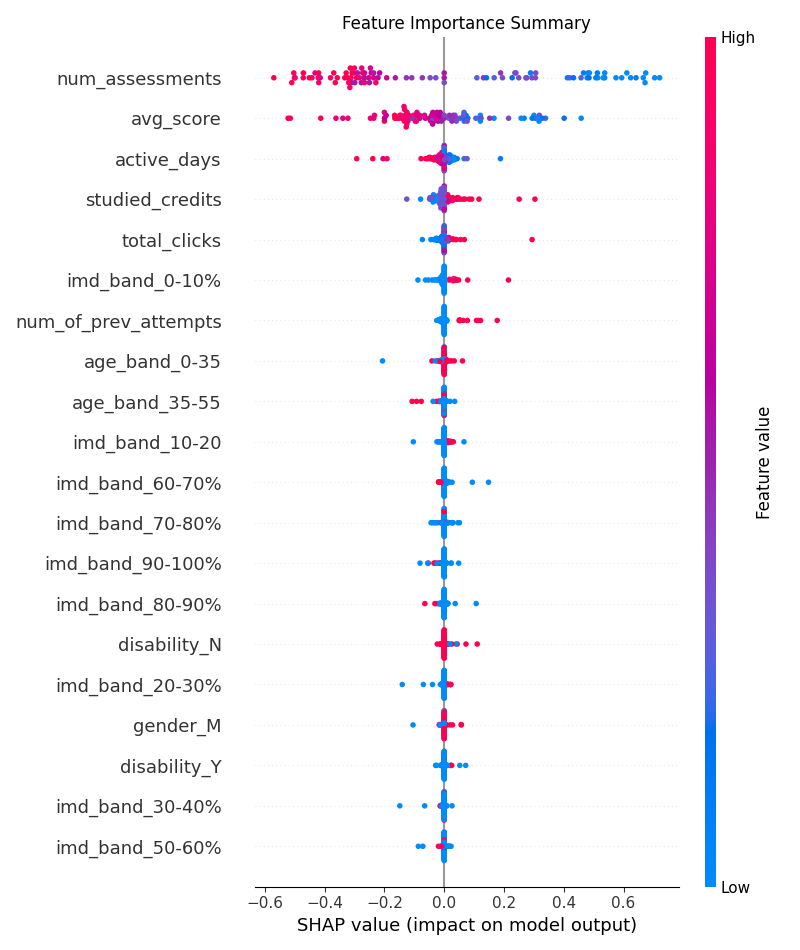 Feature Importance Summary
High
num_assessments
avg_score
active_days
studied_credits
total_clicks
imd_band_0-10%
num_of_prev_attempts
age_band_0-35
age_band_35-55
imd_band_10-20
imd_band_60-70%
imd_band_70-80%
imd_band_90-100%
imd_band_80-90%
disability_N
imd_band_20-30%
gender_M
disability_Y
imd_band_30-40%
imd_band_50-60%
Feature value
Low
−0.6 −0.4 −0.2 0.0 0.2 0.4 0.6
SHAP value (impact on model output)